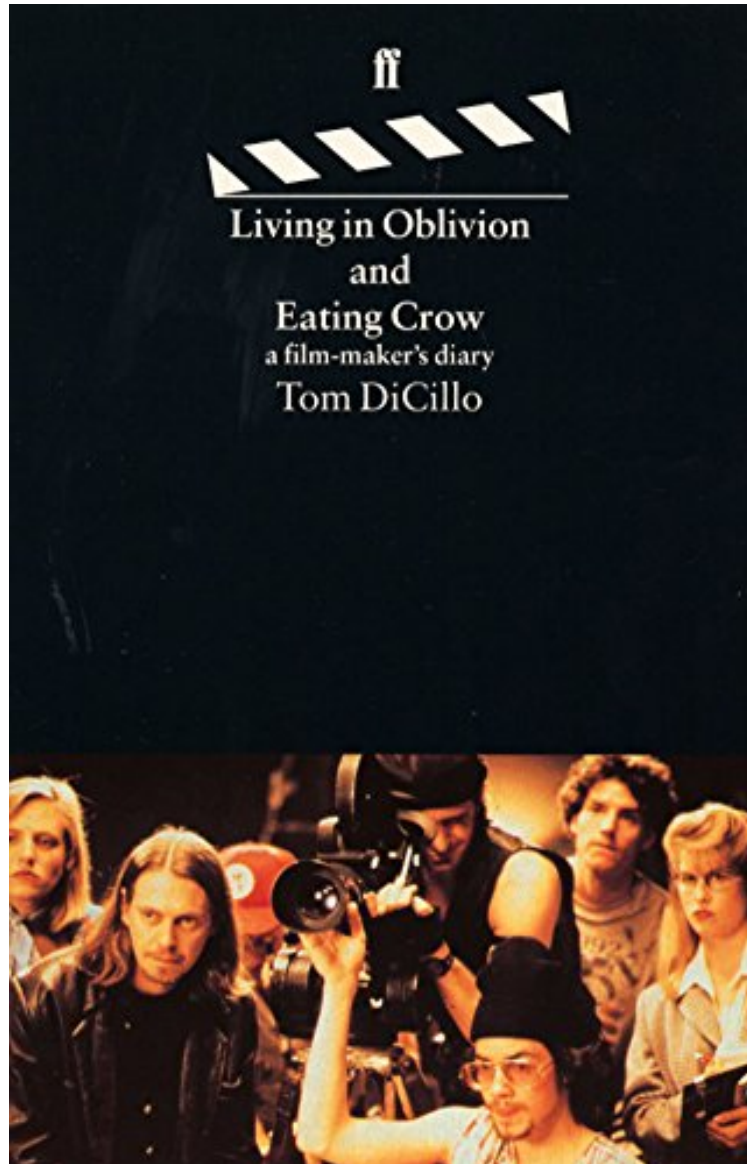 ff
Living in Oblivion
and
Eating Crow
a film-maker's diary
Tom DiCillo